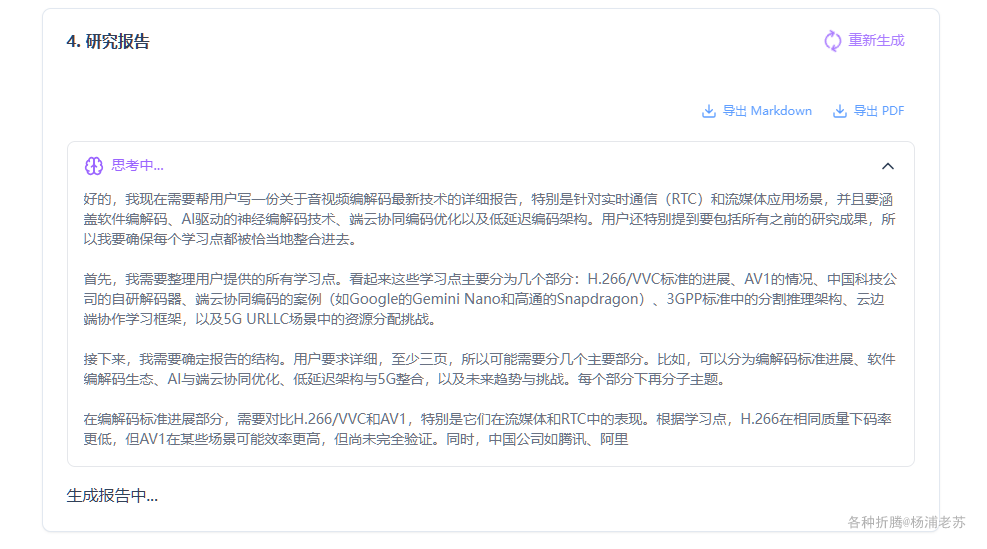 4. 研究报告
重新生成
导出 Markdown
导出 PDF
思考中...
好的，我现在需要帮用户写一份关于音视频编解码最新技术的详细报告，特别是针对实时通信（RTC）和流媒体应用场景，并且要涵
盖软件编解码、AI驱动的神经编解码技术、端云协同编码优化以及低延迟编码架构。用户还特别提到要包括所有之前的研究成果，所
以我要确保每个学习点都被恰当地整合进去。
首先，我需要整理用户提供的所有学习点。看起来这些学习点主要分为几个部分：H.266/VVC标准的进展、AV1的情况、中国科技公
司的自研解码器、端云协同编码的案例（如Google的Gemini Nano和高通的Snapdragon）、3GPP标准中的分割推理架构、云边
端协作学习框架，以及5G URLLC场景中的资源分配挑战。
接下来，我需要确定报告的结构。用户要求详细，至少三页，所以可能需要分几个主要部分。比如，可以分为编解码标准进展、软件
编解码生态、AI与端云协同优化、低延迟架构与5G整合，以及未来趋势与挑战。每个部分下再分子主题。
在编解码标准进展部分，需要对比H.266/VVC和AV1，特别是它们在流媒体和RTC中的表现。根据学习点，H.266在相同质量下码率
更低，但AV1在某些场景可能效率更高，但尚未完全验证。同时，中国公司如腾讯、阿里
生成报告中...
各种折腾@杨浦老苏